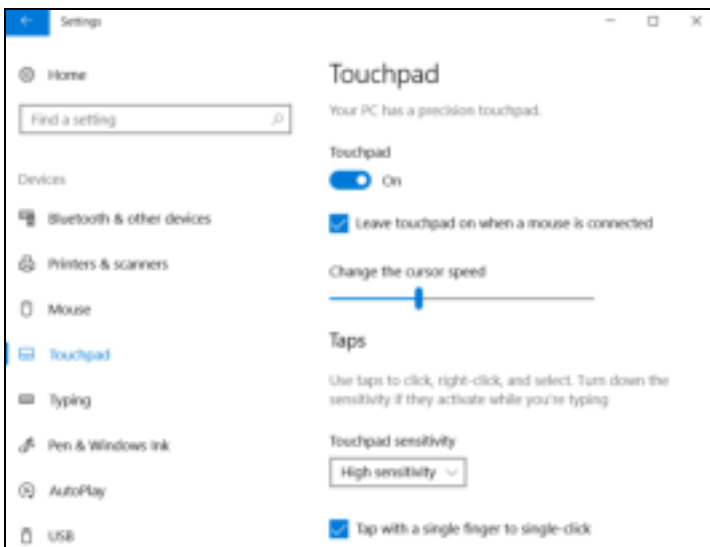 Settings
Home
Find a setting
Devices
Bluetooth & other devices
Printers & scanners
Mouse
Touchpad
Typing
Pen & Windows Ink
AutoPlay
USB
Touchpad
Your PC has a precision touchpad.
Touchpad
On
Leave touchpad on when a mouse is connected
Change the cursor speed
Taps
Use taps to click, right-click, and select. Turn down the
sensitivity if they activate while you're typing
Touchpad sensitivity
High sensitivity
Tap with a single finger to single-click